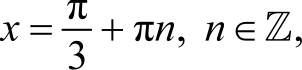 x = π/3 + πn, n ∈ ℤ,